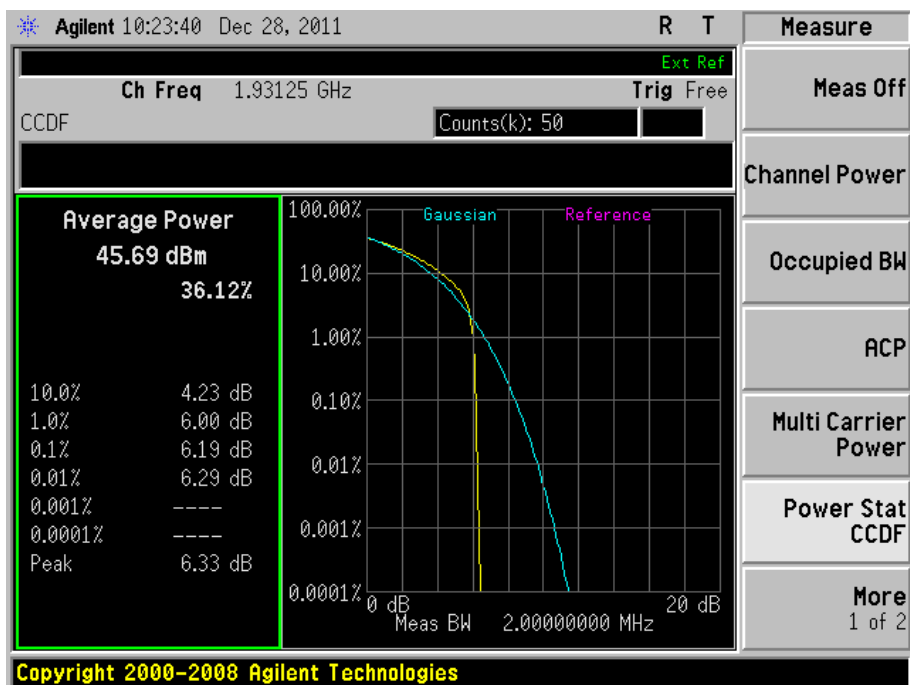 Agilent 10:23:40 Dec 28, 2011 R T
Measure
Ext Ref
Ch Freq 1.93125 GHz Trig Free
CCDF Counts(k): 50
Meas Off
Channel Power
Occupied BW
ACP
Multi Carrier
Power
Power Stat
CCDF
More
1 of 2
Average Power
45.69 dBm
36.12%
10.0% 4.23 dB
1.0% 6.00 dB
0.1% 6.19 dB
0.01% 6.29 dB
0.001% ----
0.0001% ----
Peak 6.33 dB
Gaussian Reference
100.00%
10.00%
1.00%
0.10%
0.01%
0.001%
0.0001%
0 dB 20 dB
Meas BW 2.00000000 MHz
Copyright 2000-2008 Agilent Technologies